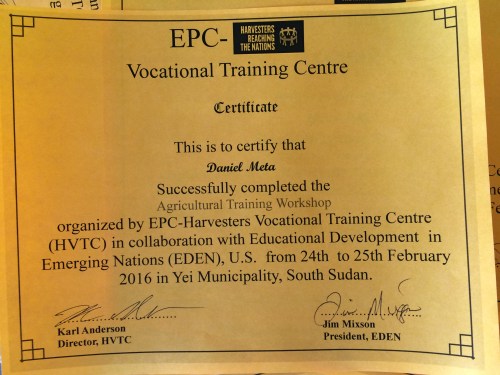 EPC- HARVESTERS
REACHING
THE NATIONS
Vocational Training Centre
Certificate
This is to certify that
Daniel Meta
Successfully completed the
Agricultural Training Workshop
organized by EPC-Harvesters Vocational Training Centre
(HVTC) in collaboration with Educational Development in
Emerging Nations (EDEN), U.S. from 24th to 25th February
2016 in Yei Municipality, South Sudan.
Karl Anderson
Director, HVTC
Jim Mixson
President, EDEN